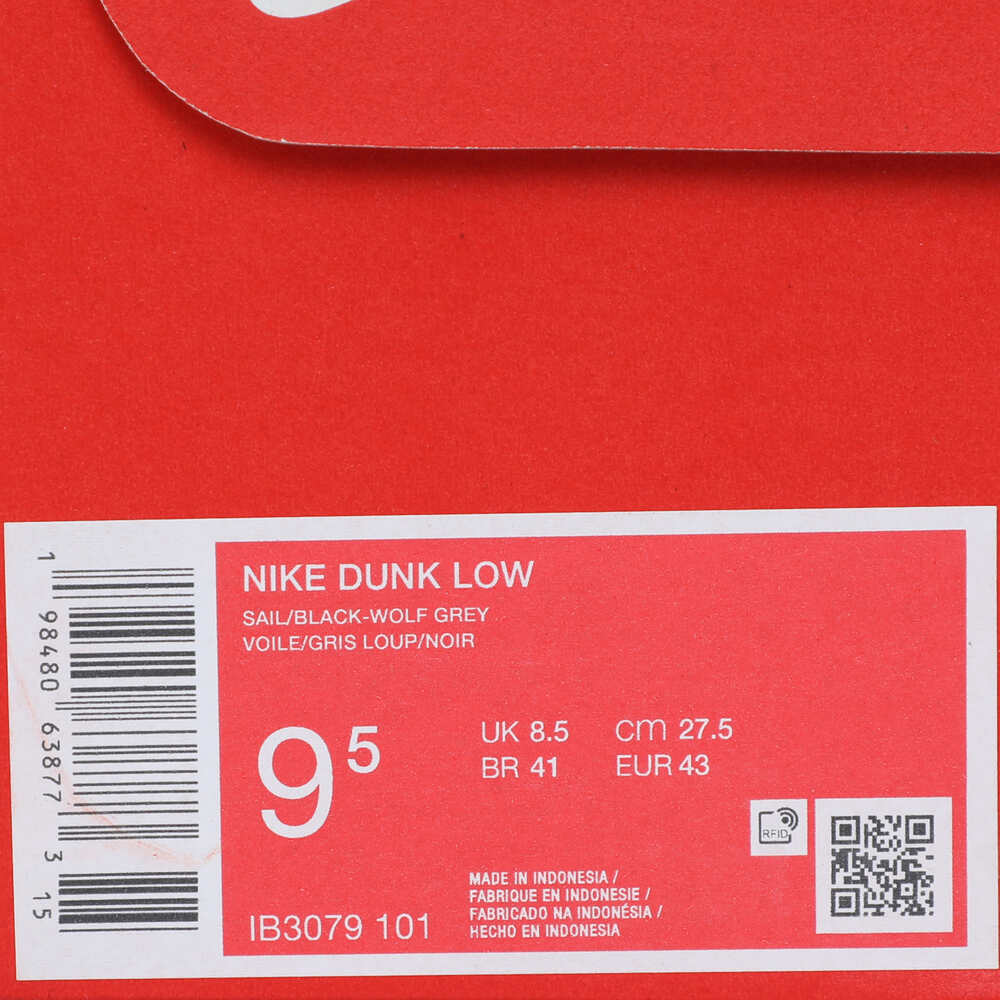 NIKE DUNK LOW
SAIL/BLACK-WOLF GREY
VOILE/GRIS LOUP/NOIR
9 5
UK 8.5 cm 27.5
BR 41 EUR 43
RFID
MADE IN INDONESIA /
FABRIQUE EN INDONESIE /
FABRICADO NA INDONÉSIA /
HECHO EN INDONESIA
IB3079 101
1 98480 63877 3 15